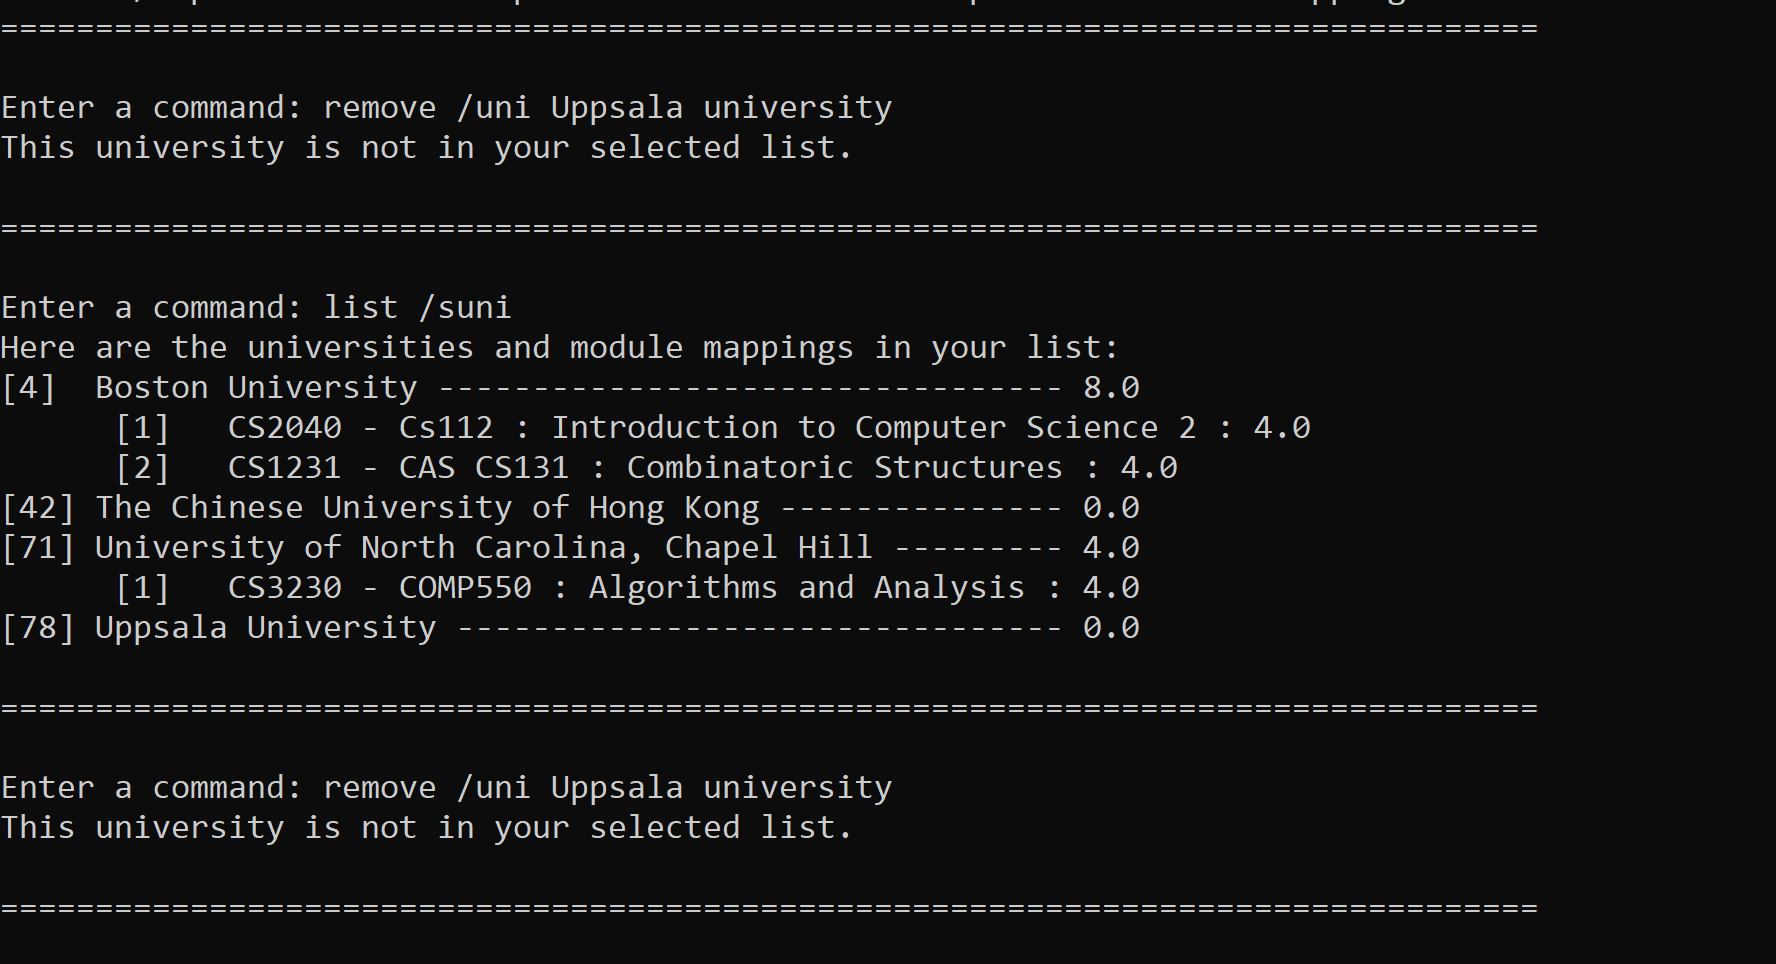 ================================================================================
Enter a command: remove /uni Uppsala university
This university is not in your selected list.
================================================================================
Enter a command: list /suni
Here are the universities and module mappings in your list:
[4]  Boston University --------------------------------- 8.0
      [1]   CS2040 - Cs112 : Introduction to Computer Science 2 : 4.0
      [2]   CS1231 - CAS CS131 : Combinatoric Structures : 4.0
[42] The Chinese University of Hong Kong --------------- 0.0
[71] University of North Carolina, Chapel Hill --------- 4.0
      [1]   CS3230 - COMP550 : Algorithms and Analysis : 4.0
[78] Uppsala University -------------------------------- 0.0
================================================================================
Enter a command: remove /uni Uppsala university
This university is not in your selected list.
================================================================================